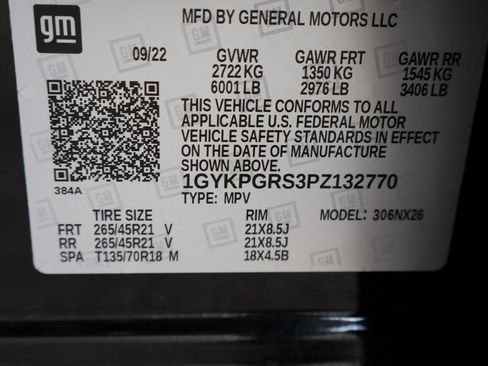 gm
MFD BY GENERAL MOTORS LLC
09/22 GVWR GAWR FRT GAWR RR
2722 KG 1350 KG 1545 KG
6001 LB 2976 LB 3406 LB
THIS VEHICLE CONFORMS TO ALL
APPLICABLE U.S. FEDERAL MOTOR
VEHICLE SAFETY STANDARDS IN EFFECT
ON THE DATE OF MANUFACTURE
SHOWN ABOVE.
384A
1GYKPGRS3PZ132770
TYPE: MPV
TIRE SIZE RIM MODEL: 306NX26
FRT 265/45R21 V 21X8.5J
RR 265/45R21 V 21X8.5J
SPA T135/70R18 M 18X4.5B